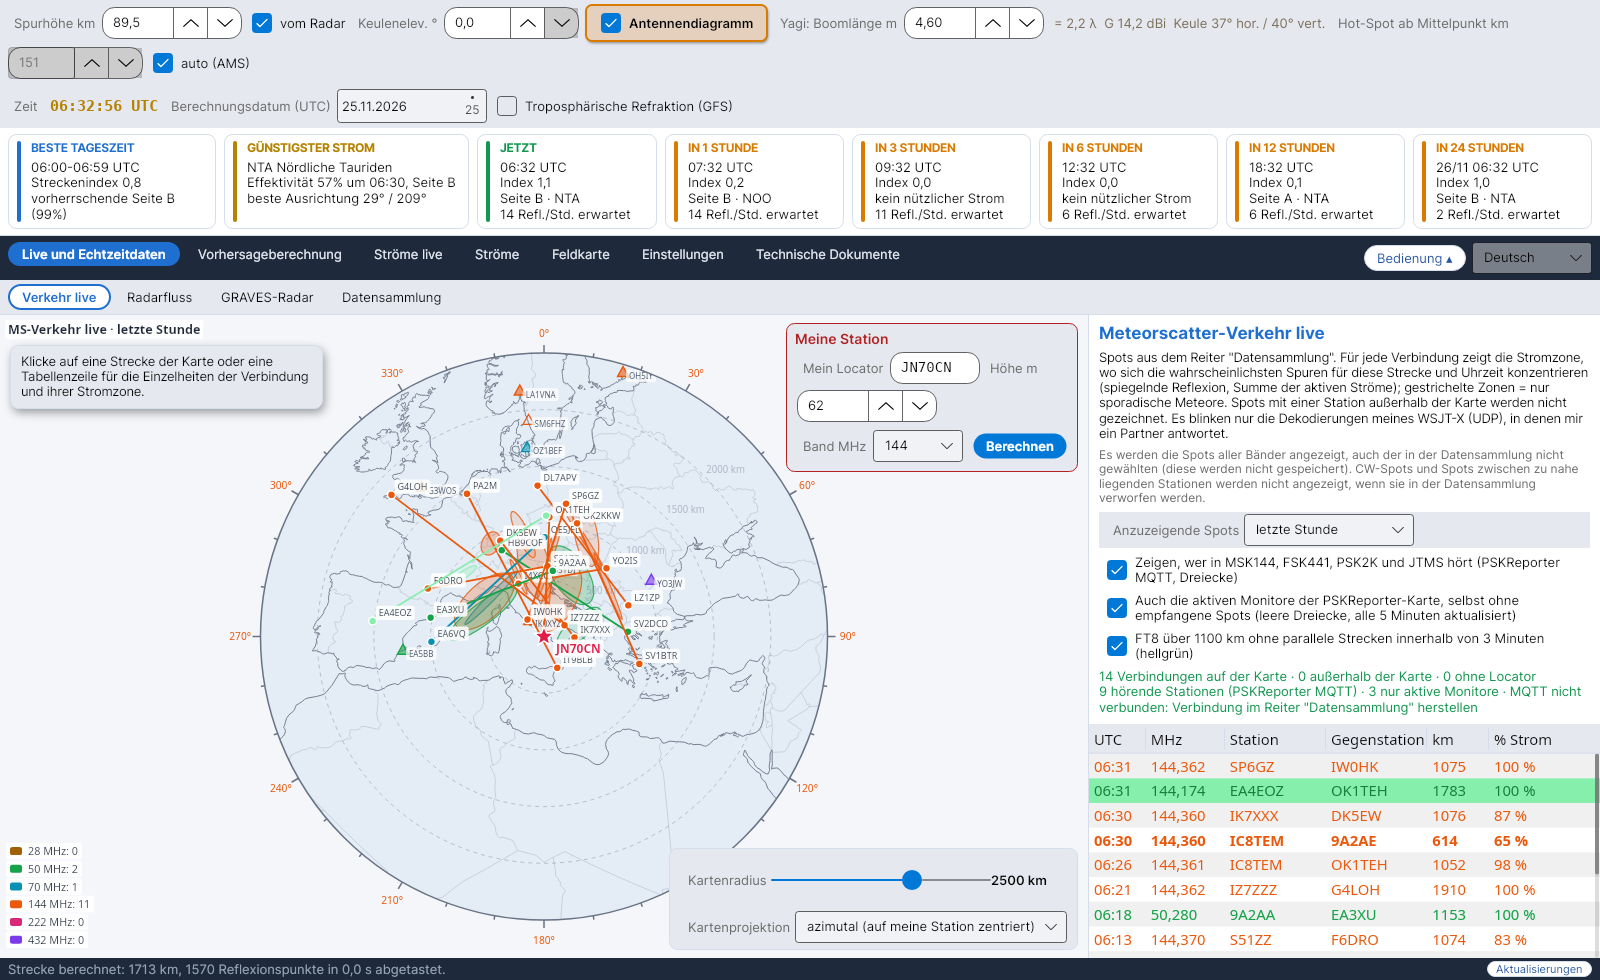 Spurhöhe km 89,5 vom Radar Keulenelev. ° 0,0 Antennendiagramm Yagi: Boomlänge m 4,60 = 2,2 λ G 14,2 dBi Keule 37° hor. / 40° vert. Hot-Spot ab Mittelpunkt km
151 auto (AMS)
Zeit 06:32:56 UTC Berechnungsdatum (UTC) 25.11.2026 25 Troposphärische Refraktion (GFS)
BESTE TAGESZEIT
06:00-06:59 UTC
Streckenindex 0,8
vorherrschende Seite B
(99%)
GÜNSTIGSTER STROM
NTA Nördliche Tauriden
Effektivität 57% um 06:30, Seite B
beste Ausrichtung 29° / 209°
JETZT
06:32 UTC
Index 1,1
Seite B · NTA
14 Refl./Std. erwartet
IN 1 STUNDE
07:32 UTC
Index 0,2
Seite B · NOO
14 Refl./Std. erwartet
IN 3 STUNDEN
09:32 UTC
Index 0,0
kein nützlicher Strom
11 Refl./Std. erwartet
IN 6 STUNDEN
12:32 UTC
Index 0,0
kein nützlicher Strom
6 Refl./Std. erwartet
IN 12 STUNDEN
18:32 UTC
Index 0,1
Seite A · NTA
6 Refl./Std. erwartet
IN 24 STUNDEN
26/11 06:32 UTC
Index 1,0
Seite B · NTA
2 Refl./Std. erwartet
Live und Echtzeitdaten Vorhersageberechnung Ströme live Ströme Feldkarte Einstellungen Technische Dokumente Bedienung ▴ Deutsch
Verkehr live Radarfluss GRAVES-Radar Datensammlung
MS-Verkehr live · letzte Stunde
Klicke auf eine Strecke der Karte oder eine
Tabellenzeile für die Einzelheiten der Verbindung
und ihrer Stromzone.
0°
30°
60°
90°
120°
180°
210°
240°
270°
300°
330°
2000 km
1500 km
1000 km
LA1VNA
SM6FHZ
OZ1BEF
DL7APV
G4LOH
PA2M
SP6GZ
OK1TEH
DK5EW
HB9COF
9A2AA
YO2IS
YO3JW
F6DRO
LZ1ZP
EA4EOZ
EA3XU
IW0HK
IZ7ZZZ
SV2DCD
EA6VQ
IK7XXX
EA5BB
JN70CN
SV1BTR
IT9BLB
Meine Station
Mein Locator JN70CN Höhe m
62
Band MHz 144 Berechnen
28 MHz: 0
50 MHz: 2
70 MHz: 1
144 MHz: 11
222 MHz: 0
432 MHz: 0
Kartenradius 2500 km
Kartenprojektion azimutal (auf meine Station zentriert)
Meteorscatter-Verkehr live
Spots aus dem Reiter "Datensammlung". Für jede Verbindung zeigt die Stromzone,
wo sich die wahrscheinlichsten Spuren für diese Strecke und Uhrzeit konzentrieren
(spiegelnde Reflexion, Summe der aktiven Ströme); gestrichelte Zonen = nur
sporadische Meteore. Spots mit einer Station außerhalb der Karte werden nicht
gezeichnet. Es blinken nur die Dekodierungen meines WSJT-X (UDP), in denen mir
ein Partner antwortet.
Es werden die Spots aller Bänder angezeigt, auch der in der Datensammlung nicht
gewählten (diese werden nicht gespeichert). CW-Spots und Spots zwischen zu nahe
liegenden Stationen werden nicht angezeigt, wenn sie in der Datensammlung
verworfen werden.
Anzuzeigende Spots letzte Stunde
Zeigen, wer in MSK144, FSK441, PSK2K und JTMS hört (PSKReporter
MQTT, Dreiecke)
Auch die aktiven Monitore der PSKReporter-Karte, selbst ohne
empfangene Spots (leere Dreiecke, alle 5 Minuten aktualisiert)
FT8 über 1100 km ohne parallele Strecken innerhalb von 3 Minuten
(hellgrün)
14 Verbindungen auf der Karte · 0 außerhalb der Karte · 0 ohne Locator
9 hörende Stationen (PSKReporter MQTT) · 3 nur aktive Monitore · MQTT nicht
verbunden: Verbindung im Reiter "Datensammlung" herstellen
UTC MHz Station Gegenstation km % Strom
06:31 144,362 SP6GZ IW0HK 1075 100 %
06:31 144,174 EA4EOZ OK1TEH 1783 100 %
06:30 144,360 IK7XXX DK5EW 1076 87 %
06:30 144,360 IC8TEM 9A2AE 614 65 %
06:26 144,361 IC8TEM OK1TEH 1052 98 %
06:21 144,362 IZ7ZZZ G4LOH 1910 100 %
06:18 50,280 9A2AA EA3XU 1153 100 %
06:13 144,370 S51ZZ F6DRO 1074 83 %
Strecke berechnet: 1713 km, 1570 Reflexionspunkte in 0,0 s abgetastet.
Aktualisierungen